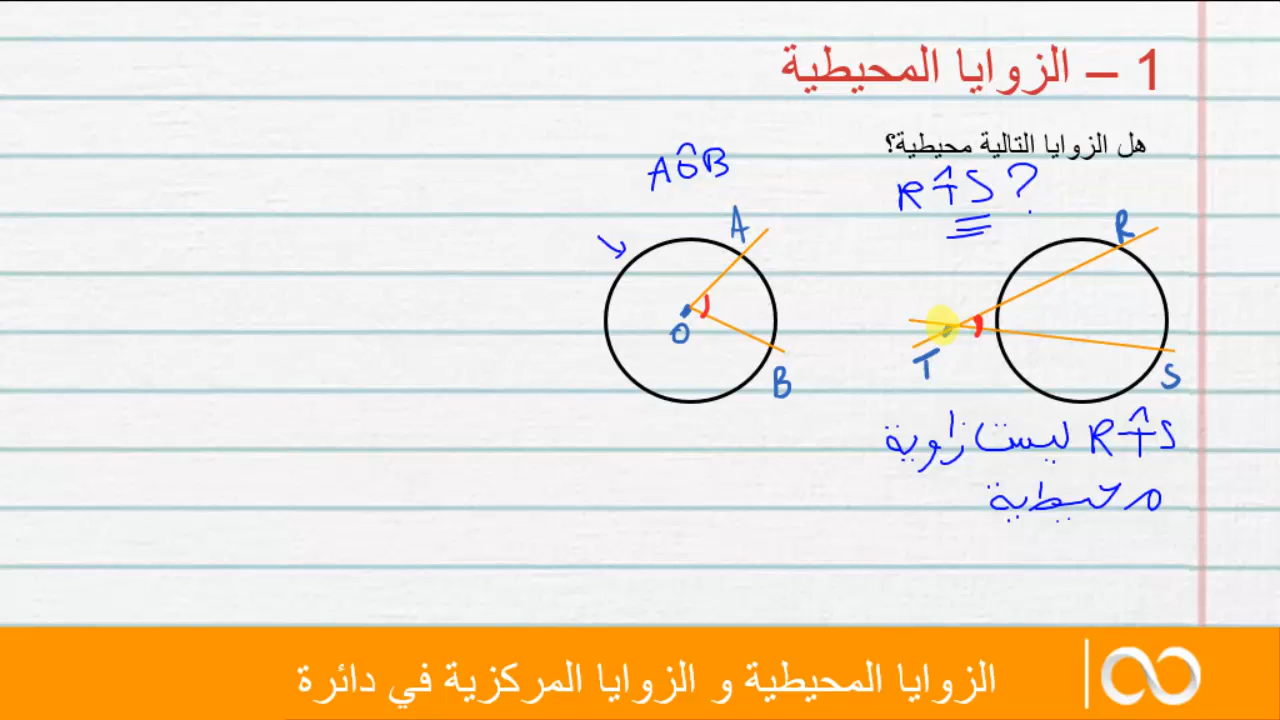 1 – الزوايا المحيطية
هل الزوايا التالية محيطية؟
RT̂S ?
AÔB
R
A
T
S
O
B
RT̂S ليست زاوية
محيطية
الزوايا المحيطية و الزوايا المركزية في دائرة